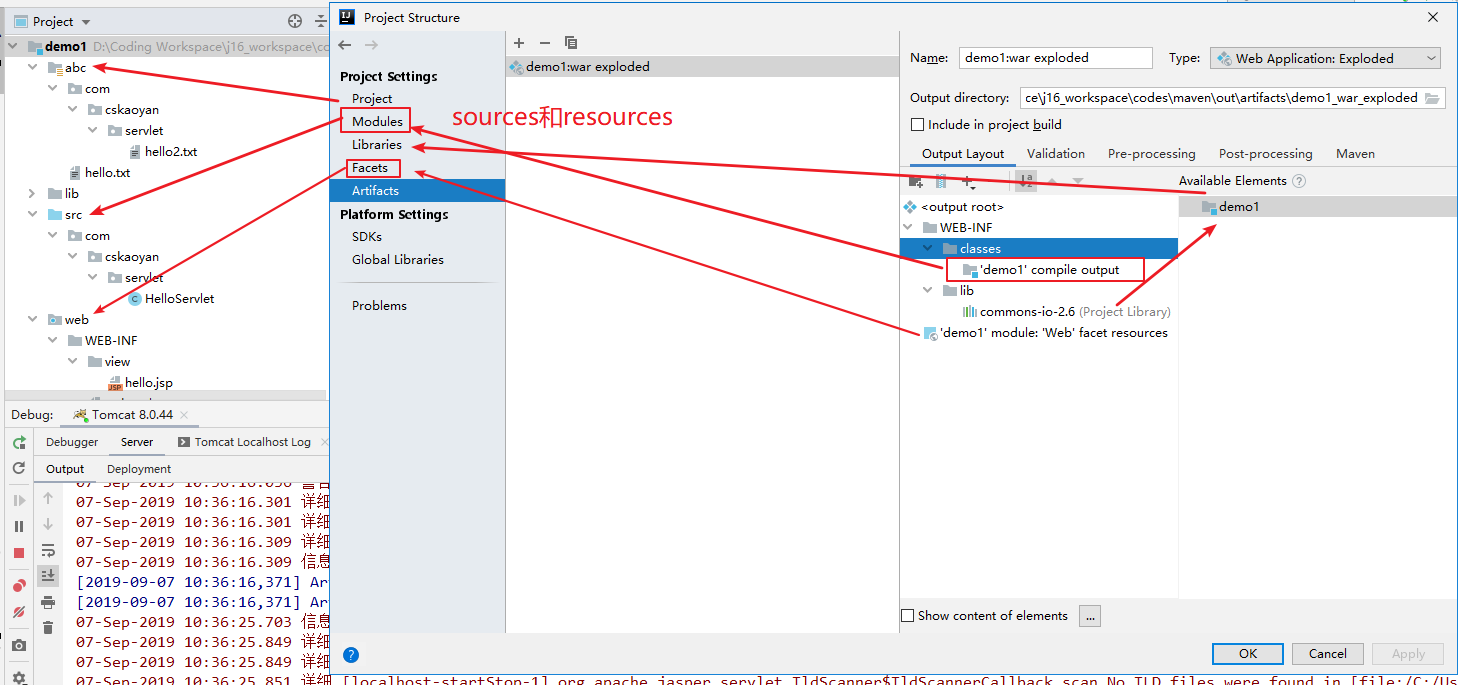 Project
demo1 D:\Coding Workspace\j16_workspace\co
abc
com
cskaoyan
servlet
hello2.txt
hello.txt
lib
src
com
cskaoyan
servlet
HelloServlet
web
WEB-INF
view
hello.jsp
Debug: Tomcat 8.0.44
Debugger Server Tomcat Localhost Log
Output Deployment
07-Sep-2019 10:36:16.301 详细
07-Sep-2019 10:36:16.301 详细
07-Sep-2019 10:36:16.309 详细
07-Sep-2019 10:36:16.309 信息
[2019-09-07 10:36:16,371] Ar
[2019-09-07 10:36:16,371] Ar
07-Sep-2019 10:36:25.703 信息
07-Sep-2019 10:36:25.849 详细
07-Sep-2019 10:36:25.849 详细
07-Sep-2019 10:36:25.851 详细 [localhost-startStop-1] org.apache.jasper.servlet.TldScanner$TldScannerCallback.scan No TLD files were found in [file:/C:/Us
Project Structure
Project Settings
Project
Modules
Libraries
Facets
Artifacts
Platform Settings
SDKs
Global Libraries
Problems
sources和resources
demo1:war exploded
Name: demo1:war exploded Type: Web Application: Exploded
Output directory: ce\j16_workspace\codes\maven\out\artifacts\demo1_war_exploded
Include in project build
Output Layout Validation Pre-processing Post-processing Maven
Available Elements
<output root>
WEB-INF
classes
'demo1' compile output
lib
commons-io-2.6 (Project Library)
'demo1' module: 'Web' facet resources
demo1
Show content of elements ...
OK Cancel Apply